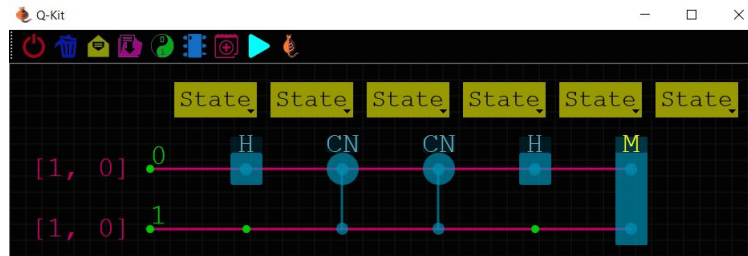 Q-Kit
State State State State State State
H CN CN H M
[1, 0] 0
[1, 0] 1